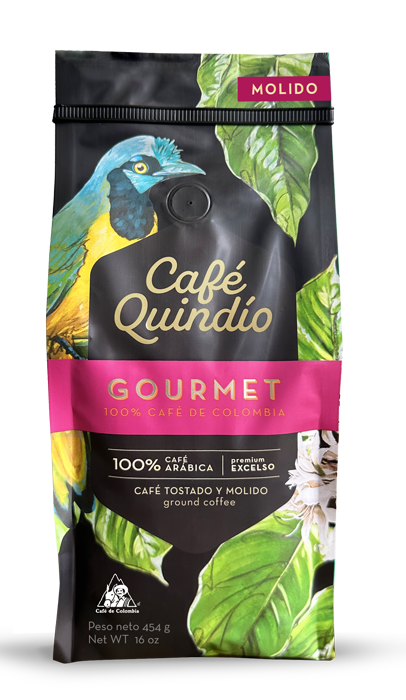 MOLIDO
Café
Quindío
GOURMET
100% CAFÉ DE COLOMBIA
100% CAFÉ ARÁBICA premium EXCELSO
CAFÉ TOSTADO Y MOLIDO
ground coffee
Café de Colombia
Peso neto 454 g
Net WT 16 oz